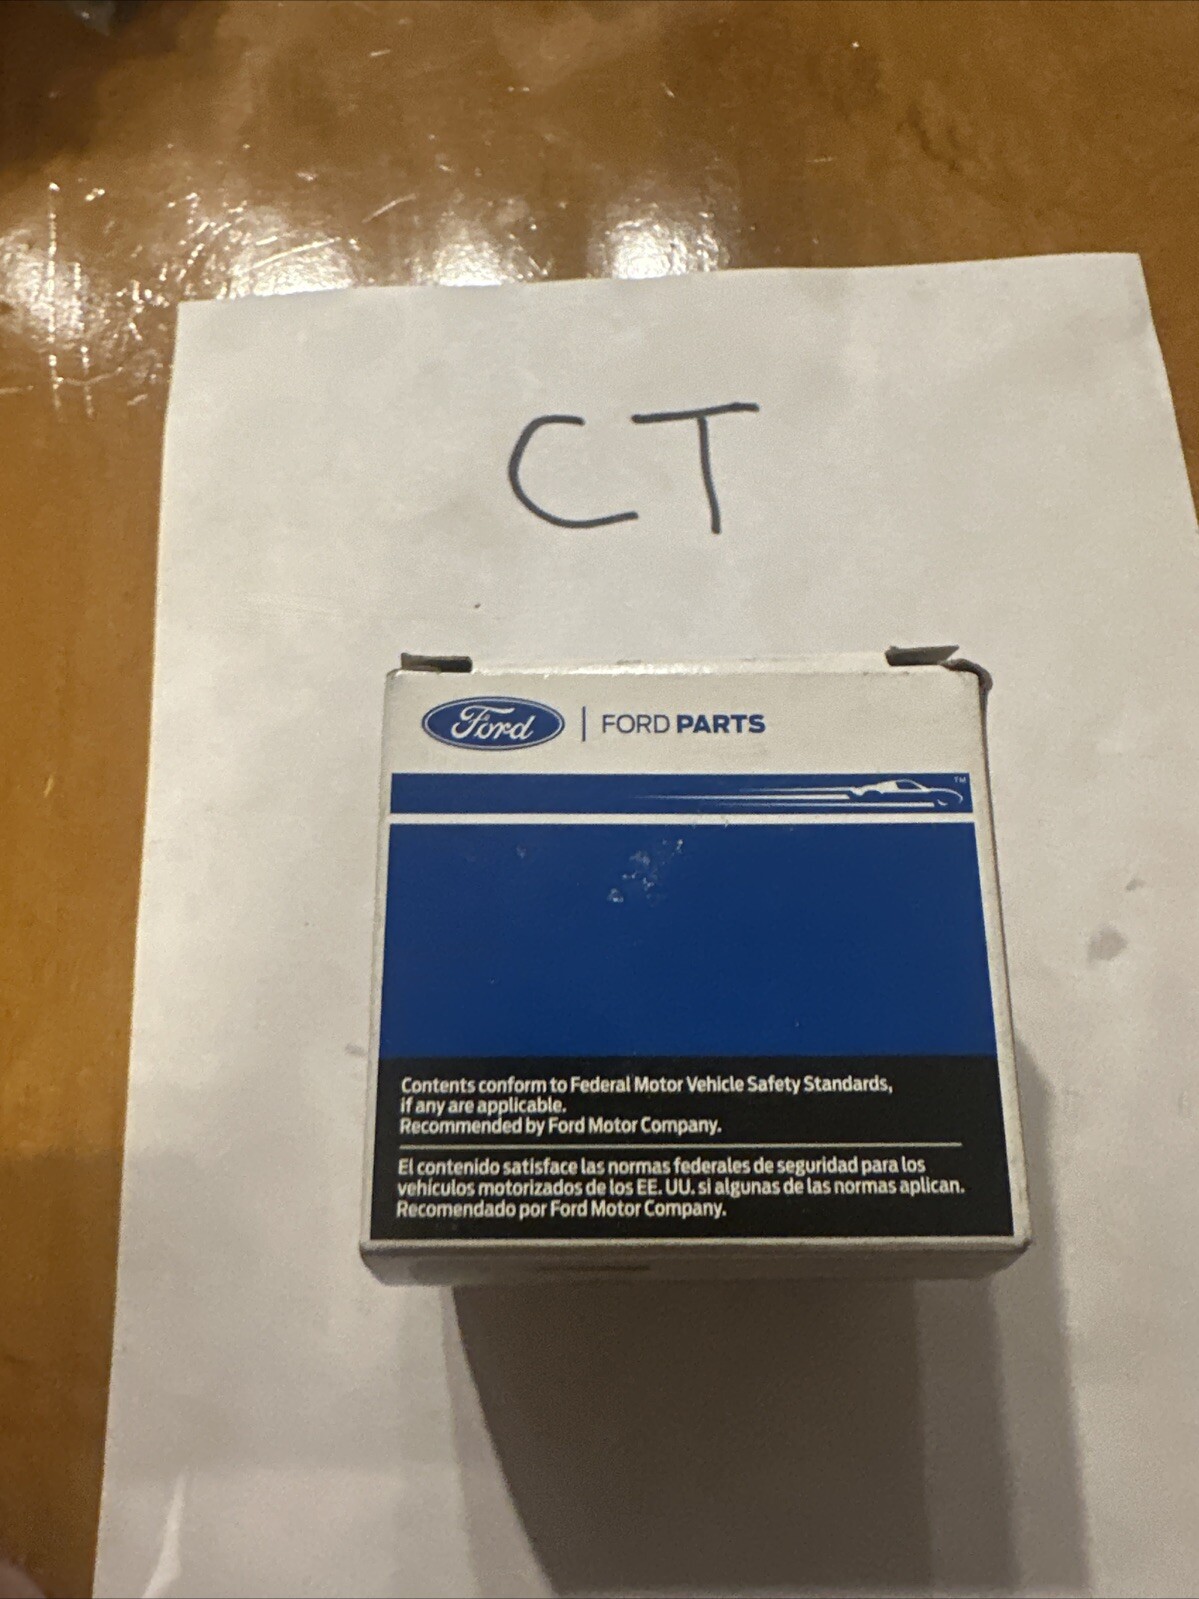 CT
Ford | FORD PARTS
TM
Contents conform to Federal Motor Vehicle Safety Standards,
if any are applicable.
Recommended by Ford Motor Company.
El contenido satisface las normas federales de seguridad para los
vehículos motorizados de los EE. UU. si algunas de las normas aplican.
Recomendado por Ford Motor Company.